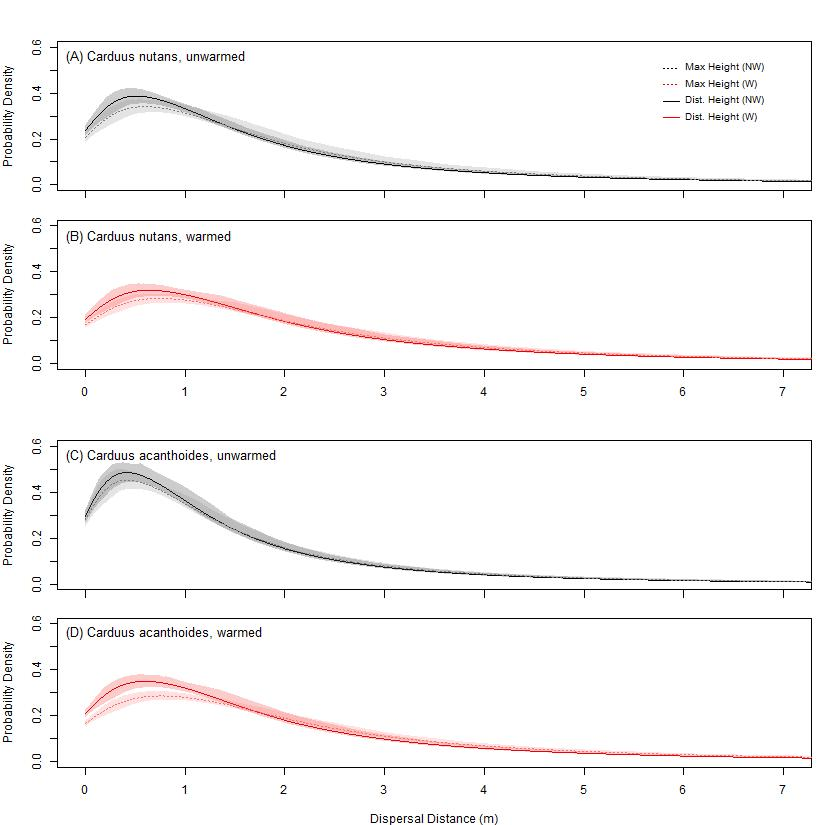 (A) Carduus nutans, unwarmed
Max Height (NW)
Max Height (W)
Dist. Height (NW)
Dist. Height (W)
Probability Density
0.6
0.4
0.2
0.0
(B) Carduus nutans, warmed
Probability Density
0.6
0.4
0.2
0.0
0 1 2 3 4 5 6 7
(C) Carduus acanthoides, unwarmed
Probability Density
0.6
0.4
0.2
0.0
(D) Carduus acanthoides, warmed
Probability Density
0.6
0.4
0.2
0.0
0 1 2 3 4 5 6 7
Dispersal Distance (m)